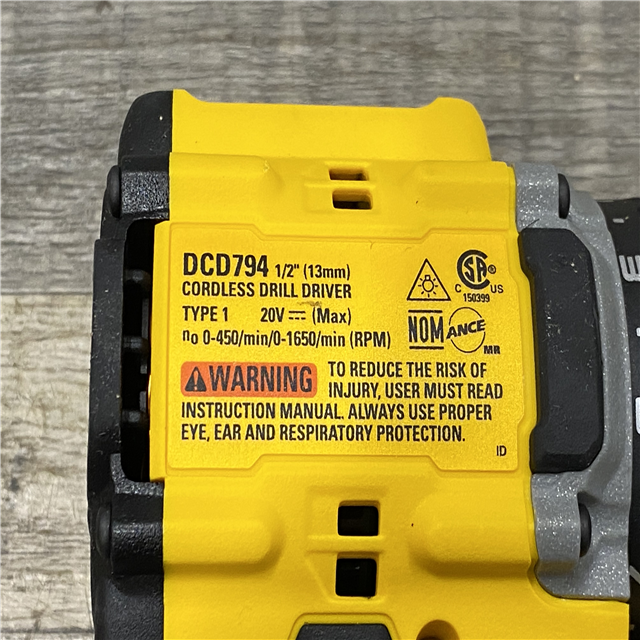 DCD794 1/2" (13mm)
CORDLESS DRILL DRIVER
TYPE 1 20V ⎓ (Max)
no 0-450/min/0-1650/min (RPM)
SA ®
C US
150399
NOM ANCE
MR
WARNING TO REDUCE THE RISK OF
INJURY, USER MUST READ
INSTRUCTION MANUAL. ALWAYS USE PROPER
EYE, EAR AND RESPIRATORY PROTECTION.
ID